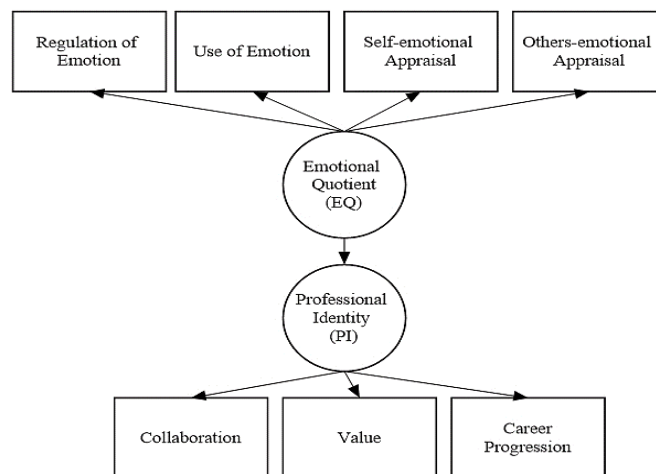 Regulation of
Emotion
Use of Emotion
Self-emotional
Appraisal
Others-emotional
Appraisal
Emotional
Quotient
(EQ)
Professional
Identity
(PI)
Collaboration
Value
Career
Progression